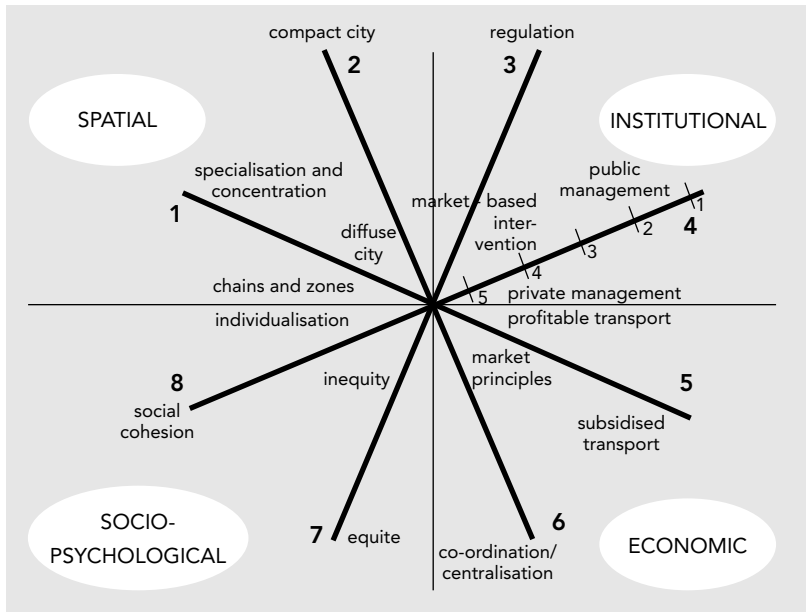 compact city
regulation
2
3
SPATIAL
INSTITUTIONAL
specialisation and
concentration
public
management
1
1
4
market - based
inter-
vention
2
diffuse
city
3
4
chains and zones
5
private management
individualisation
profitable transport
8
inequity
market
principles
5
social
cohesion
subsidised
transport
SOCIO-
PSYCHOLOGICAL
7
equite
6
co-ordination/
centralisation
ECONOMIC